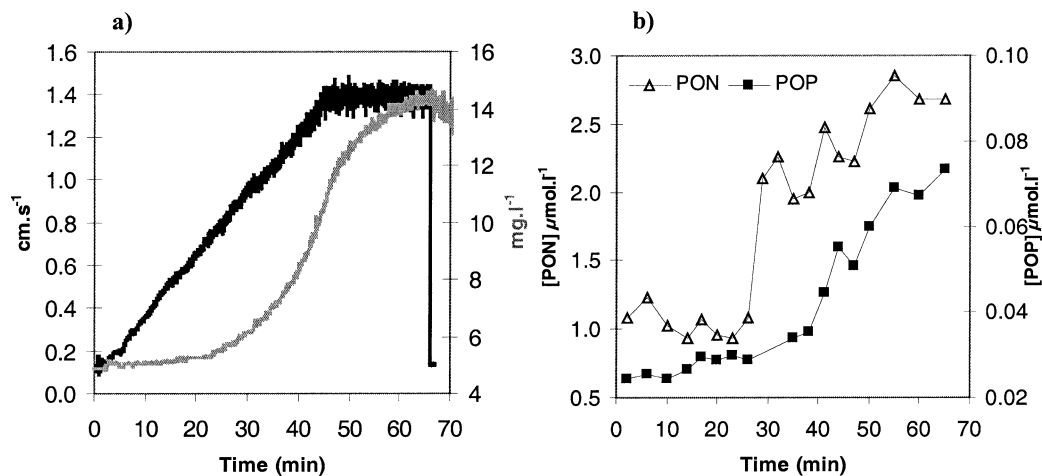 a)
1.6
1.4
1.2
1.0
0.8
0.6
0.4
0.2
0.0
cm.s⁻¹
16
14
12
10
8
6
4
mg.l⁻¹
0 10 20 30 40 50 60 70
Time (min)
b)
3.0
2.5
2.0
1.5
1.0
0.5
[PON] µmol.l⁻¹
PON POP
0.10
0.08
0.06
0.04
0.02
[POP] µmol.l⁻¹
0 10 20 30 40 50 60 70
Time (min)